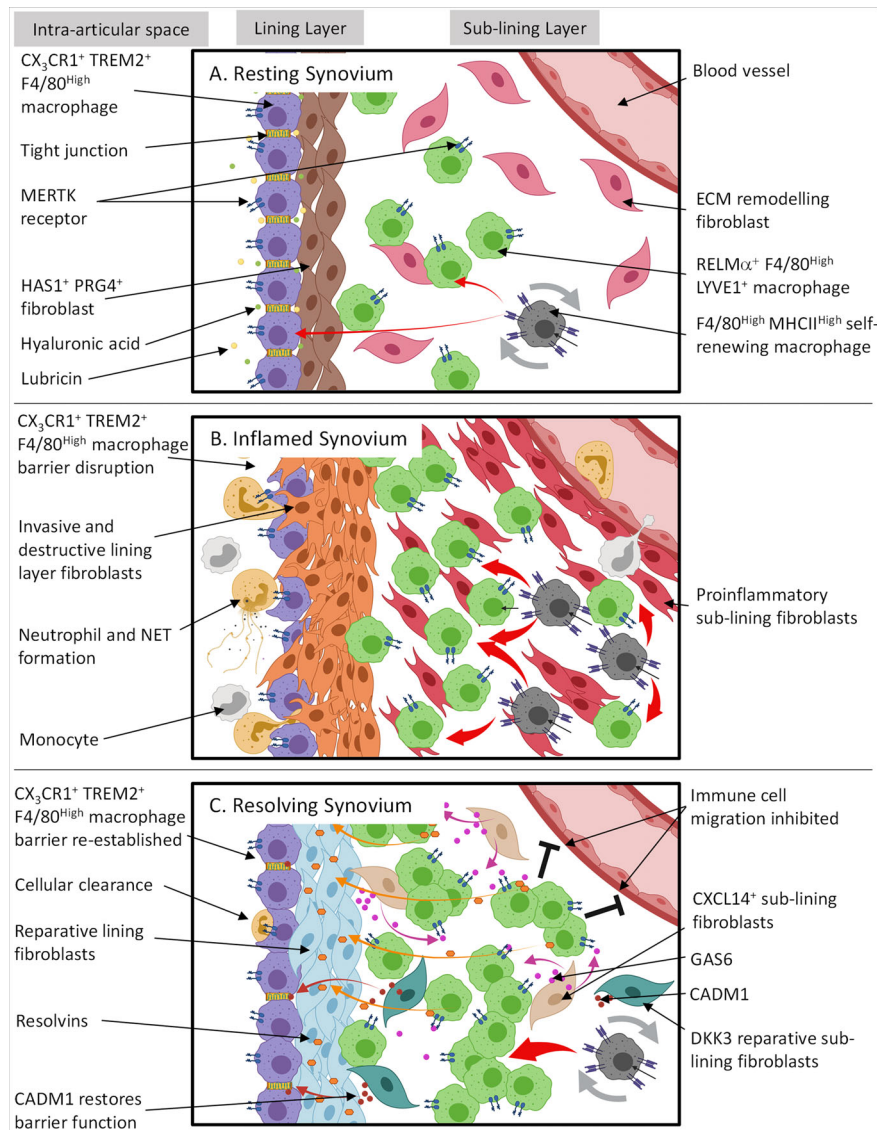 Intra-articular space
Lining Layer
Sub-lining Layer
A. Resting Synovium
CX₃CR1⁺ TREM2⁺
F4/80ᴴⁱᵍʰ
macrophage
Tight junction
MERTK
receptor
HAS1⁺ PRG4⁺
fibroblast
Hyaluronic acid
Lubricin
Blood vessel
ECM remodelling
fibroblast
RELMα⁺ F4/80ᴴⁱᵍʰ
LYVE1⁺ macrophage
F4/80ᴴⁱᵍʰ MHCIIᴴⁱᵍʰ self-
renewing macrophage
B. Inflamed Synovium
CX₃CR1⁺ TREM2⁺
F4/80ᴴⁱᵍʰ macrophage
barrier disruption
Invasive and
destructive lining
layer fibroblasts
Neutrophil and NET
formation
Monocyte
Proinflammatory
sub-lining fibroblasts
C. Resolving Synovium
CX₃CR1⁺ TREM2⁺
F4/80ᴴⁱᵍʰ macrophage
barrier re-established
Cellular clearance
Reparative lining
fibroblasts
Resolvins
CADM1 restores
barrier function
Immune cell
migration inhibited
CXCL14⁺ sub-lining
fibroblasts
GAS6
CADM1
DKK3 reparative sub-
lining fibroblasts